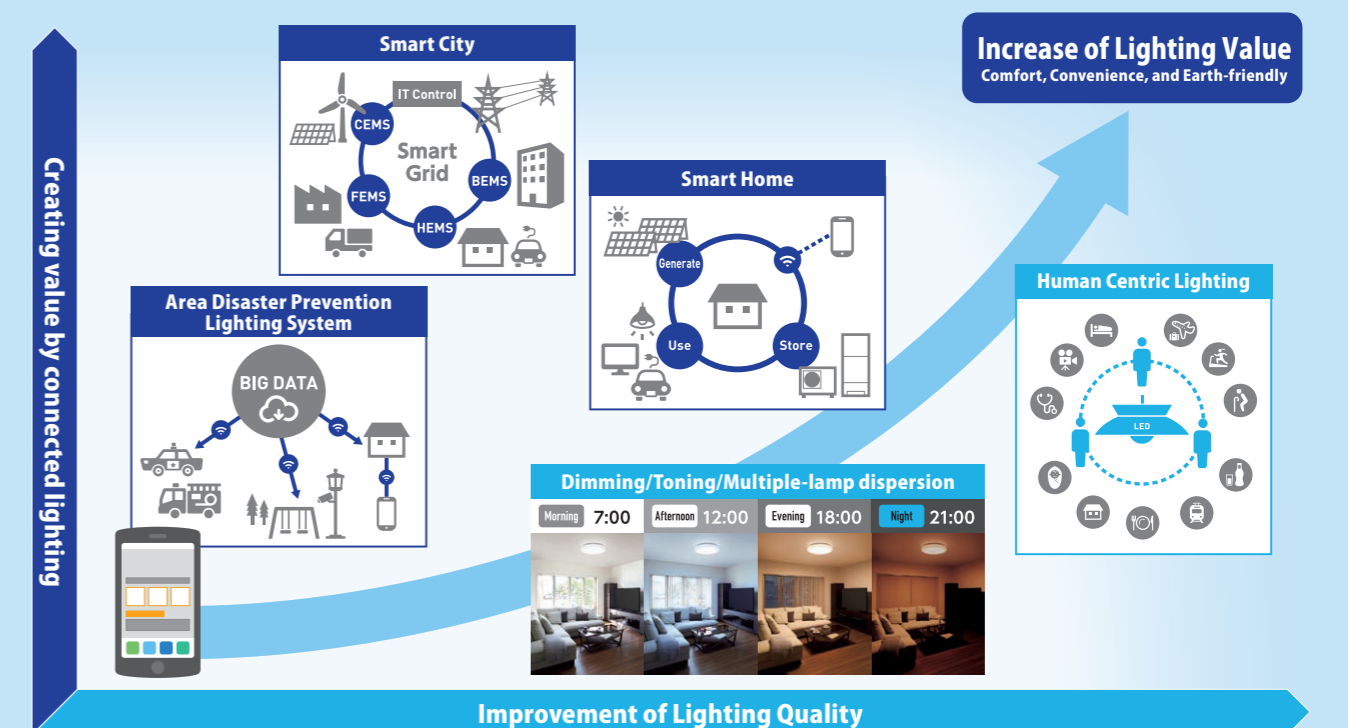 Creating value by connected lighting
Smart City
IT Control
CEMS
Smart
Grid
BEMS
FEMS
HEMS
Increase of Lighting Value
Comfort, Convenience, and Earth-friendly
Smart Home
Generate
Use
Store
Area Disaster Prevention
Lighting System
BIG DATA
Human Centric Lighting
LED
Dimming/Toning/Multiple-lamp dispersion
Morning 7:00 Afternoon 12:00 Evening 18:00 Night 21:00
Improvement of Lighting Quality